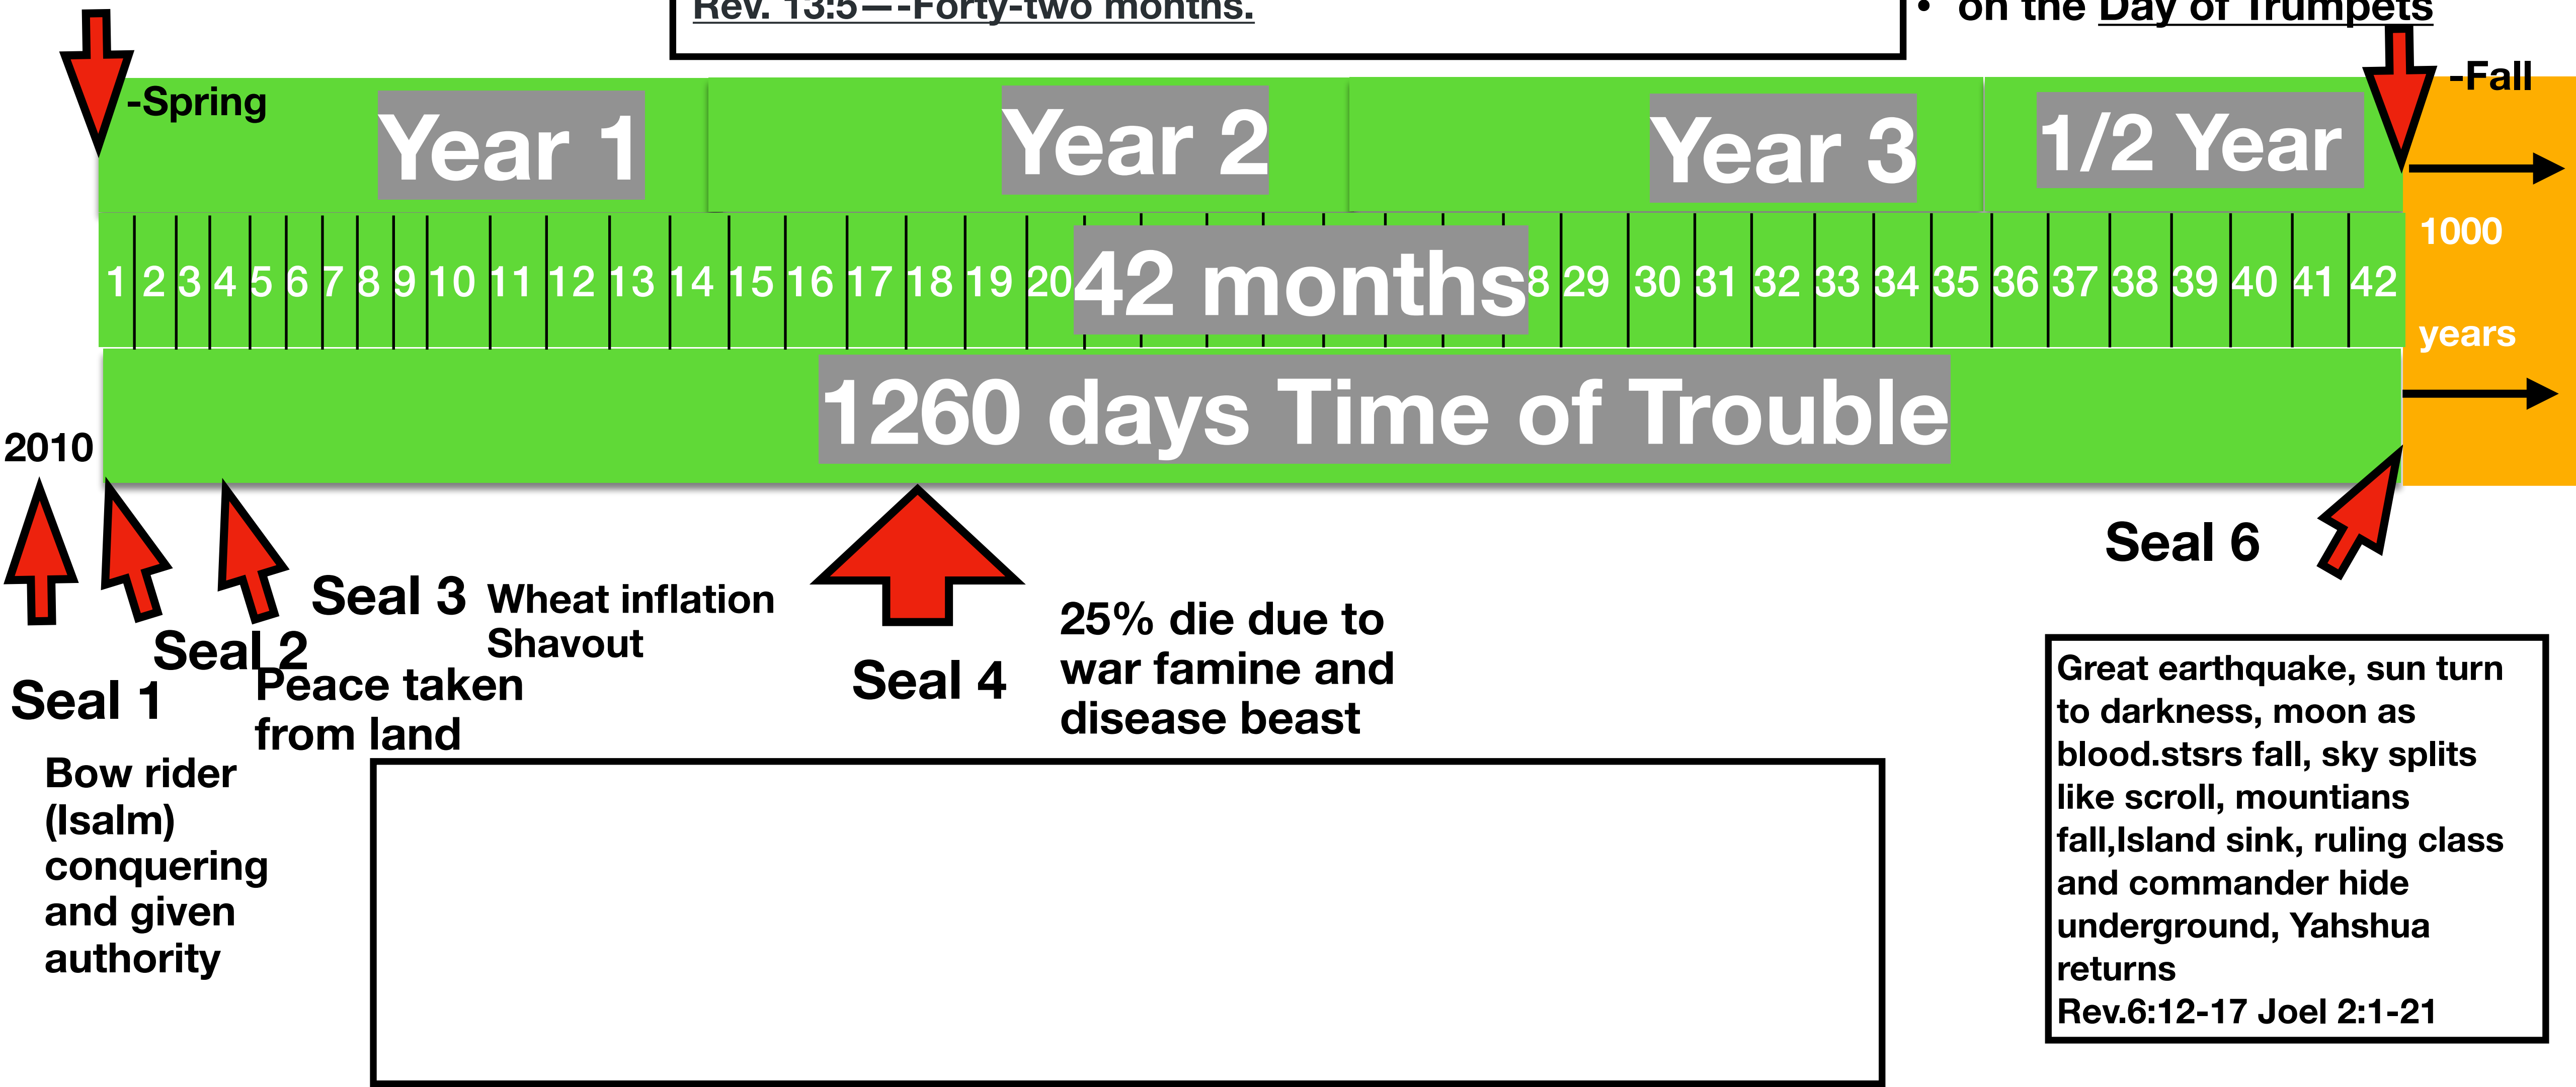 Rev. 13:5—-Forty-two months.
• on the Day of Trumpets
-Spring
-Fall
Year 1
Year 2
Year 3
1/2 Year
1 2 3 4 5 6 7 8 9 10 11 12 13 14 15 16 17 18 19 20 42 months 8 29 30 31 32 33 34 35 36 37 38 39 40 41 42
1000
years
1260 days Time of Trouble
2010
Seal 1
Bow rider
(Isalm)
conquering
and given
authority
Seal 2
Peace taken
from land
Seal 3
Wheat inflation
Shavout
Seal 4
25% die due to
war famine and
disease beast
Seal 6
Great earthquake, sun turn
to darkness, moon as
blood.stsrs fall, sky splits
like scroll, mountians
fall,Island sink, ruling class
and commander hide
underground, Yahshua
returns
Rev.6:12-17 Joel 2:1-21